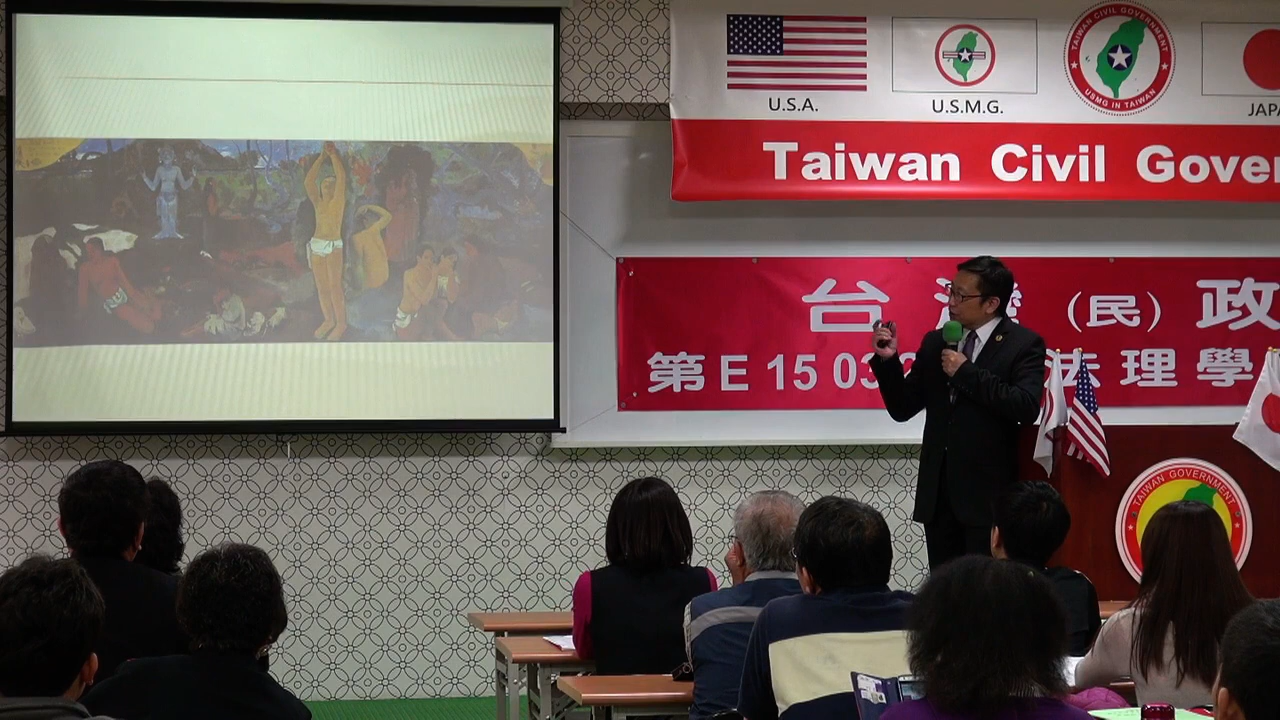 U.S.A.
U.S.M.G.
TAIWAN CIVIL GOVERNMENT
USMG IN TAIWAN
JAPA
Taiwan Civil Gover
台 (民) 政
第 E 15 03 法 理 學
TAIWAN GOVERNMENT